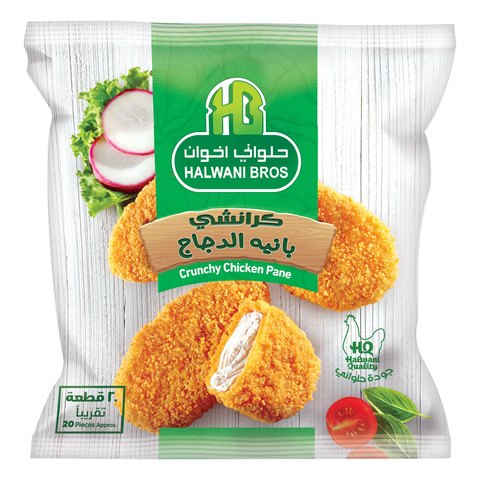 HB
حلواني اخوان
HALWANI BROS
كرانشي
بانيه الدجاج
Crunchy Chicken Pane
HQ
Halwani
Quality
جودة حلواني
٢٠ قطعة
تقريباً
20 Pieces Approx.